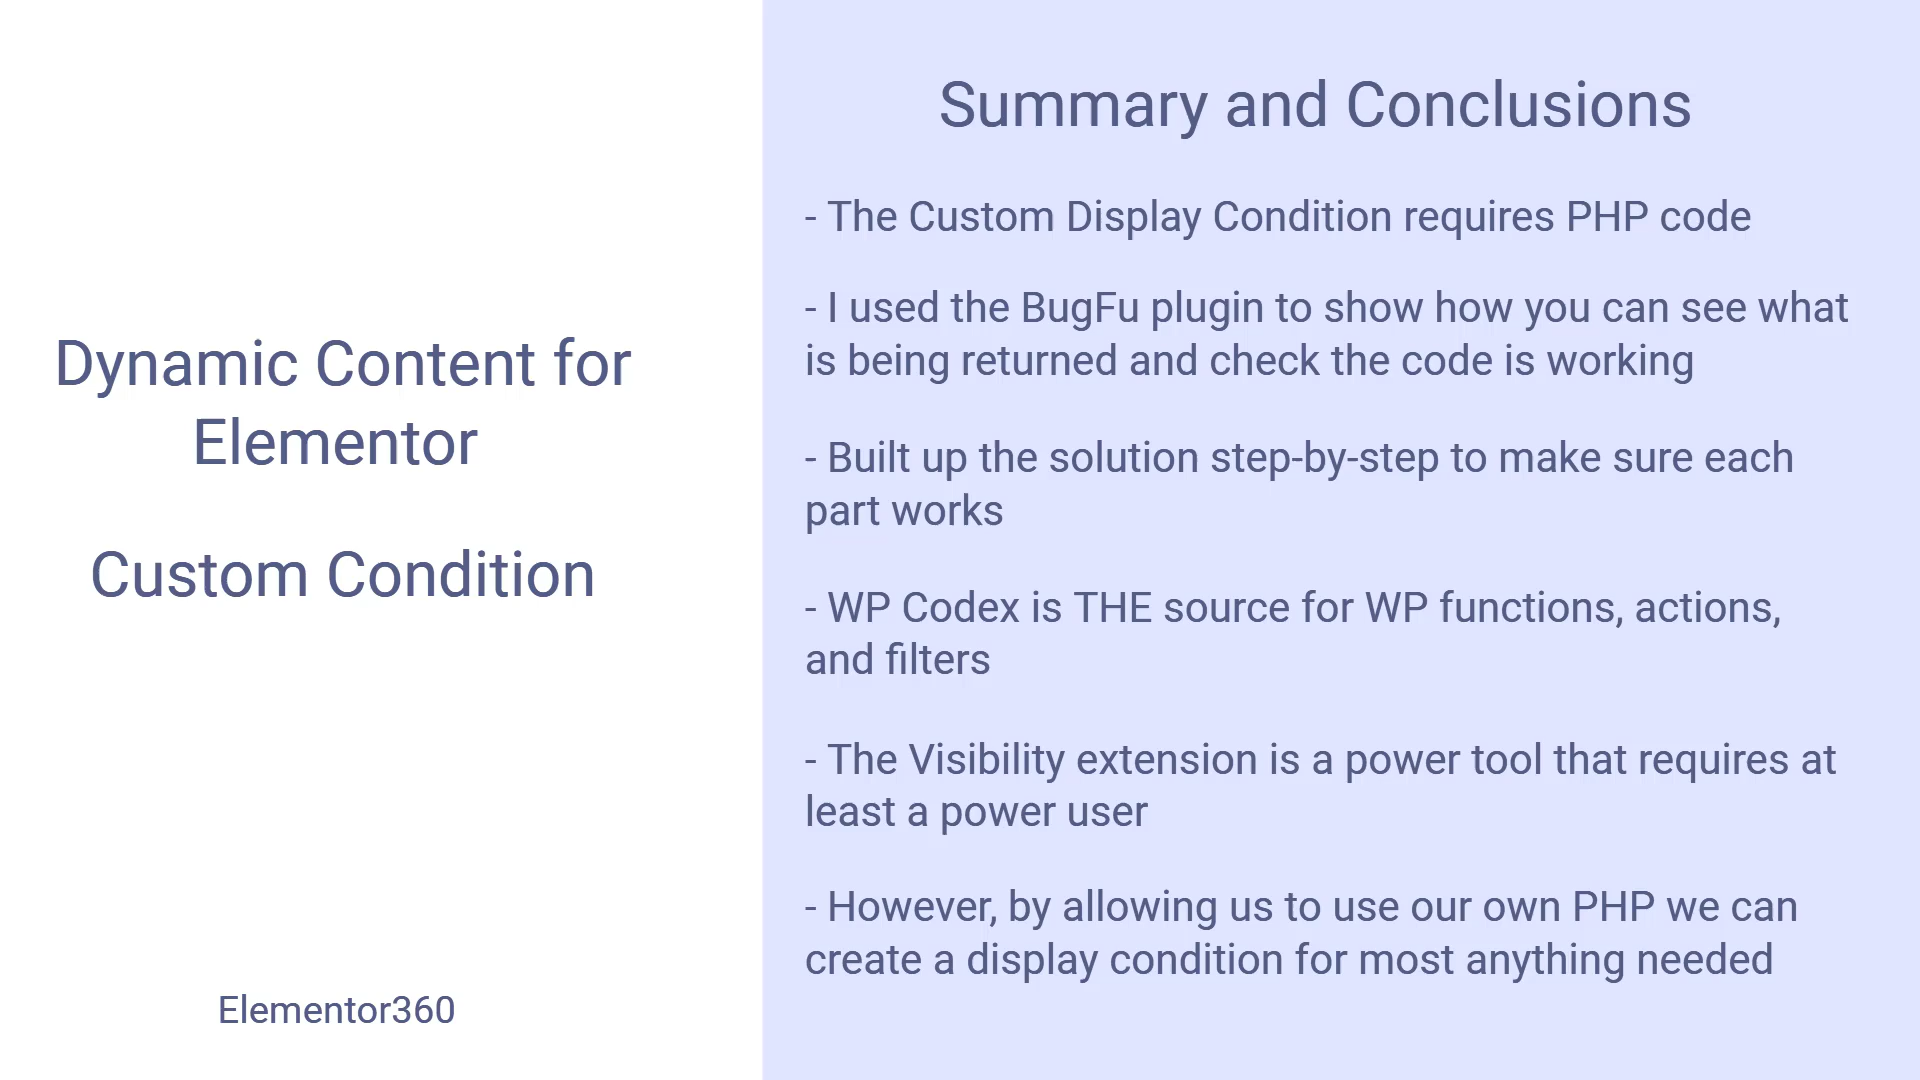 Dynamic Content for
Elementor
Custom Condition
Elementor360
Summary and Conclusions
- The Custom Display Condition requires PHP code
- I used the BugFu plugin to show how you can see what
is being returned and check the code is working
- Built up the solution step-by-step to make sure each
part works
- WP Codex is THE source for WP functions, actions,
and filters
- The Visibility extension is a power tool that requires at
least a power user
- However, by allowing us to use our own PHP we can
create a display condition for most anything needed